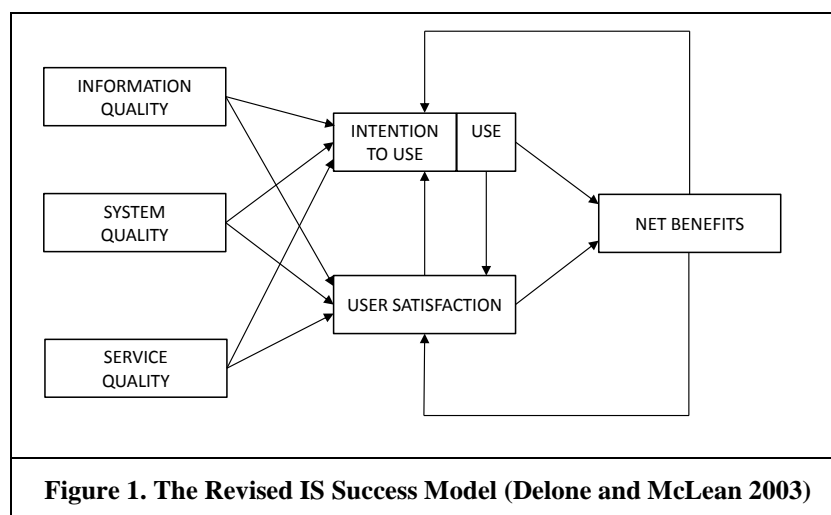 INFORMATION
QUALITY
INTENTION
TO USE
USE
SYSTEM
QUALITY
NET BENEFITS
USER SATISFACTION
SERVICE
QUALITY
Figure 1. The Revised IS Success Model (Delone and McLean 2003)